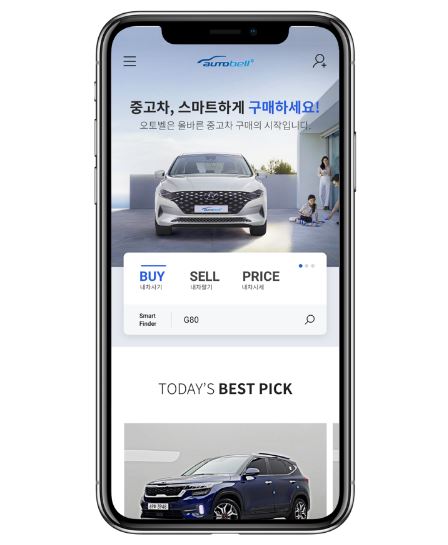 autobell
중고차, 스마트하게 구매하세요!
오토벨은 올바른 중고차 구매의 시작입니다.
BUY SELL PRICE
내차사기 내차팔기 내차시세
Smart
Finder
G80
TODAY'S BEST PICK